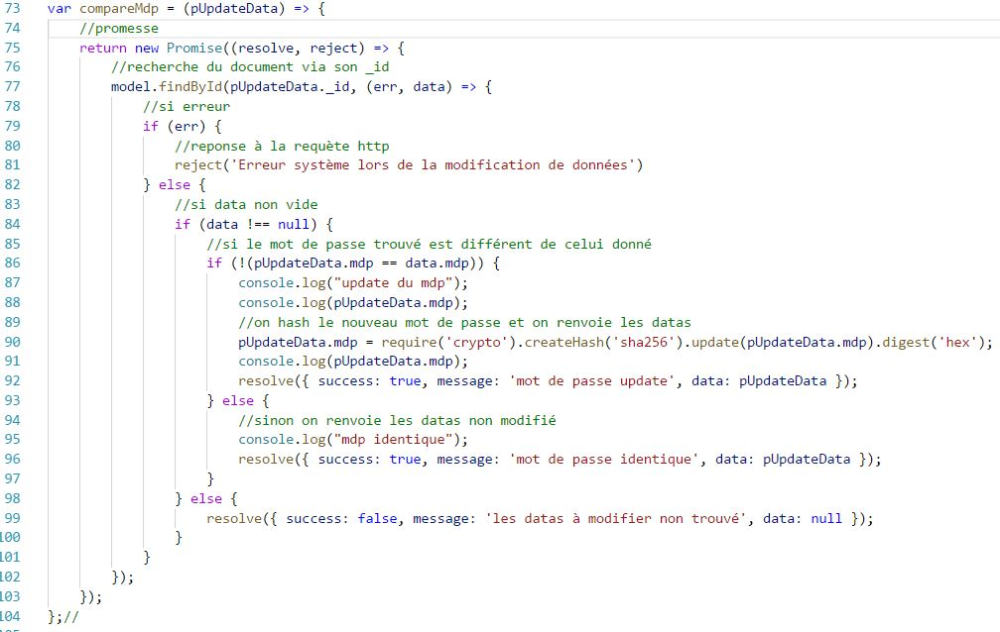 73 var compareMdp = (pUpdateData) => {
74 //promesse
75 return new Promise((resolve, reject) => {
76 //recherche du document via son _id
77 model.findById(pUpdateData._id, (err, data) => {
78 //si erreur
79 if (err) {
80 //reponse à la requète http
81 reject('Erreur système lors de la modification de données')
82 } else {
83 //si data non vide
84 if (data !== null) {
85 //si le mot de passe trouvé est différent de celui donné
86 if (!(pUpdateData.mdp == data.mdp)) {
87 console.log("update du mdp");
88 console.log(pUpdateData.mdp);
89 //on hash le nouveau mot de passe et on renvoie les datas
90 pUpdateData.mdp = require('crypto').createHash('sha256').update(pUpdateData.mdp).digest('hex');
91 console.log(pUpdateData.mdp);
92 resolve({ success: true, message: 'mot de passe update', data: pUpdateData });
93 } else {
94 //sinon on renvoie les datas non modifié
95 console.log("mdp identique");
96 resolve({ success: true, message: 'mot de passe identique', data: pUpdateData });
97 }
98 } else {
99 resolve({ success: false, message: 'les datas à modifier non trouvé', data: null });
100 }
101 }
102 });
103 });
104 };//